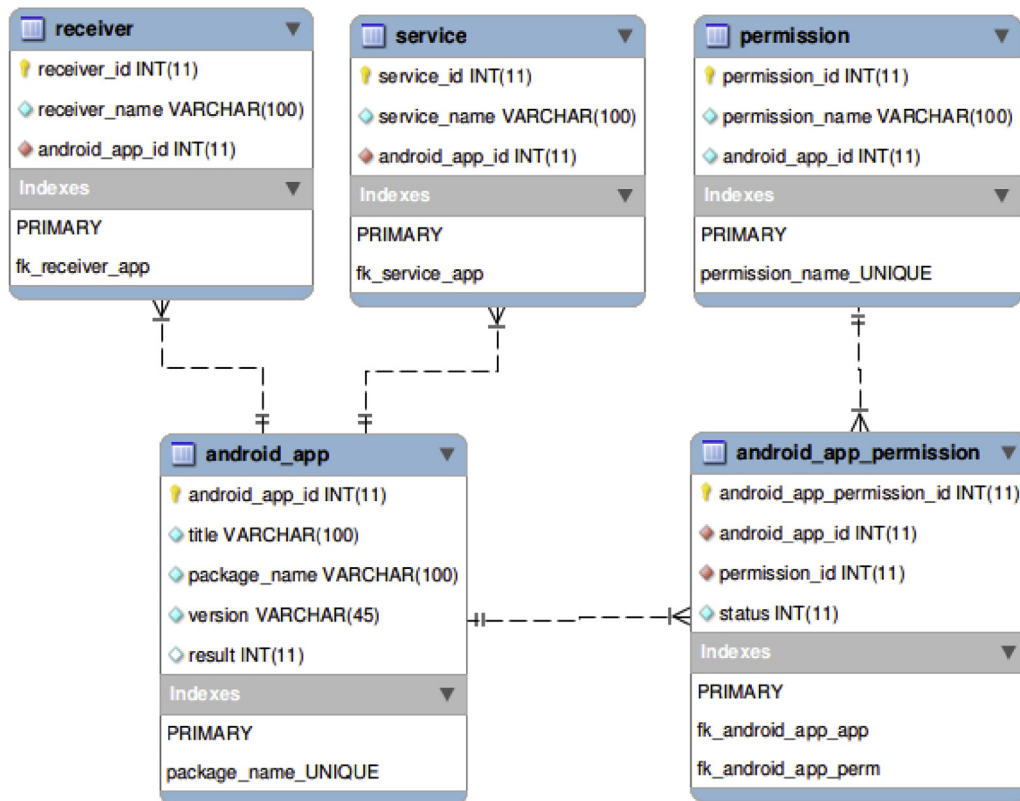 receiver
receiver_id INT(11)
receiver_name VARCHAR(100)
android_app_id INT(11)
Indexes
PRIMARY
fk_receiver_app
service
service_id INT(11)
service_name VARCHAR(100)
android_app_id INT(11)
Indexes
PRIMARY
fk_service_app
permission
permission_id INT(11)
permission_name VARCHAR(100)
android_app_id INT(11)
Indexes
PRIMARY
permission_name_UNIQUE
android_app
android_app_id INT(11)
title VARCHAR(100)
package_name VARCHAR(100)
version VARCHAR(45)
result INT(11)
Indexes
PRIMARY
package_name_UNIQUE
android_app_permission
android_app_permission_id INT(11)
android_app_id INT(11)
permission_id INT(11)
status INT(11)
Indexes
PRIMARY
fk_android_app_app
fk_android_app_perm